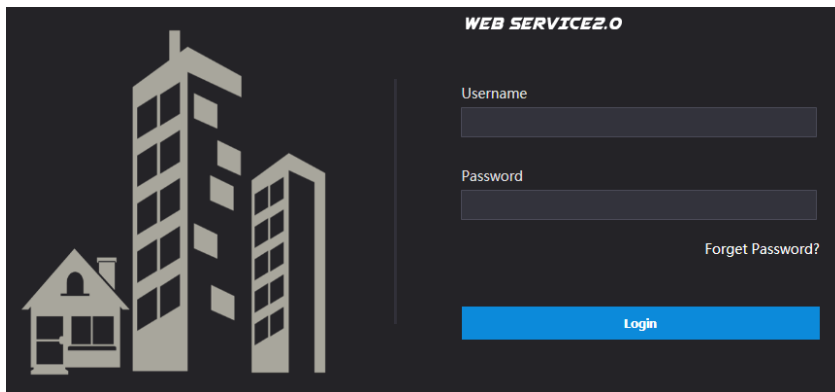 WEB SERVICE2.0
Username
Password
Forget Password?
Login